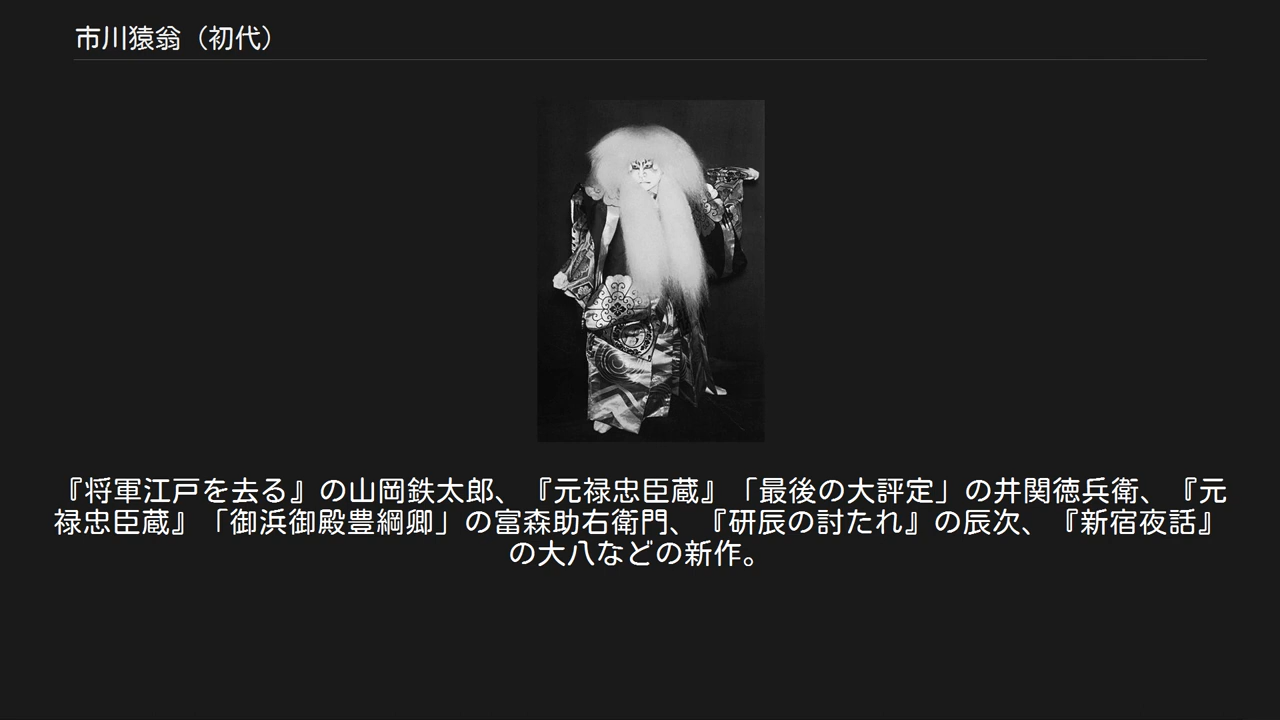 市川猿翁（初代）
『将軍江戸を去る』の山岡鉄太郎、『元禄忠臣蔵』「最後の大評定」の井関徳兵衛、『元
禄忠臣蔵』「御浜御殿豊綱卿」の富森助右衛門、『研辰の討たれ』の辰次、『新宿夜話』
の大八などの新作。